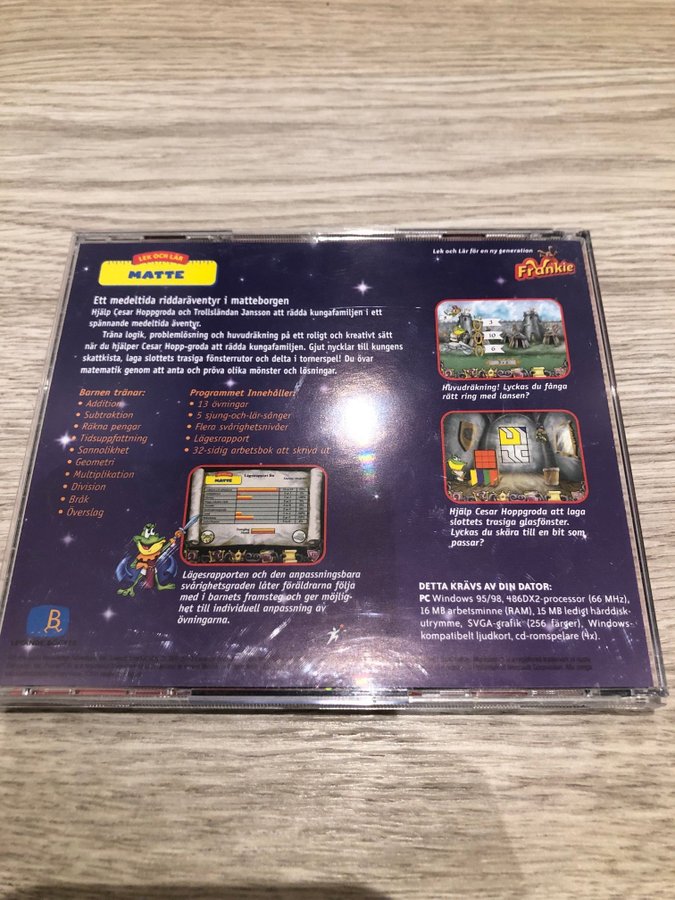 LEK OCH LÄR
MATTE
Lek och Lär för en ny generation
Frankie
Ett medeltida riddaräventyr i matteborgen
Hjälp Cesar Hoppgroda och Trollsländan Jansson att rädda kungafamiljen i ett
spännande medeltida äventyr.
Träna logik, problemlösning och huvudräkning på ett roligt och kreativt sätt
när du hjälper Cesar Hopp-groda att rädda kungafamiljen. Gjut nycklar till kungens
skattkista, laga slottets trasiga fönsterrutor och delta i tornerspel! Du övar
matematik genom att anta och pröva olika mönster och lösningar.
Barnen tränar:
• Addition
• Subtraktion
• Räkna pengar
• Tidsuppfattning
• Sannolikhet
• Geometri
• Multiplikation
• Division
• Bråk
• Överslag
Programmet Innehåller:
• 13 övningar
• 5 sjung-och-lär-sånger
• Flera svårighetsnivåer
• Lägesrapport
• 32-sidig arbetsbok att skriva ut
MATTE
Lägesrapporten och den anpassningsbara
svårighetsgraden låter föräldrarna följa
med i barnets framsteg och ger möjlig-
het till individuell anpassning av
övningarna.
3
10
6
Huvudräkning! Lyckas du fånga
rätt ring med lansen?
Hjälp Cesar Hoppgroda att laga
slottets trasiga glasfönster.
Lyckas du skära till en bit som
passar?
DETTA KRÄVS AV DIN DATOR:
PC Windows 95/98, 486DX2-processor (66 MHz),
16 MB arbetsminne (RAM), 15 MB ledigt hårddisk-
utrymme, SVGA-grafik (256 färger), Windows-
kompatibelt ljudkort, cd-romspelare (4x).
B